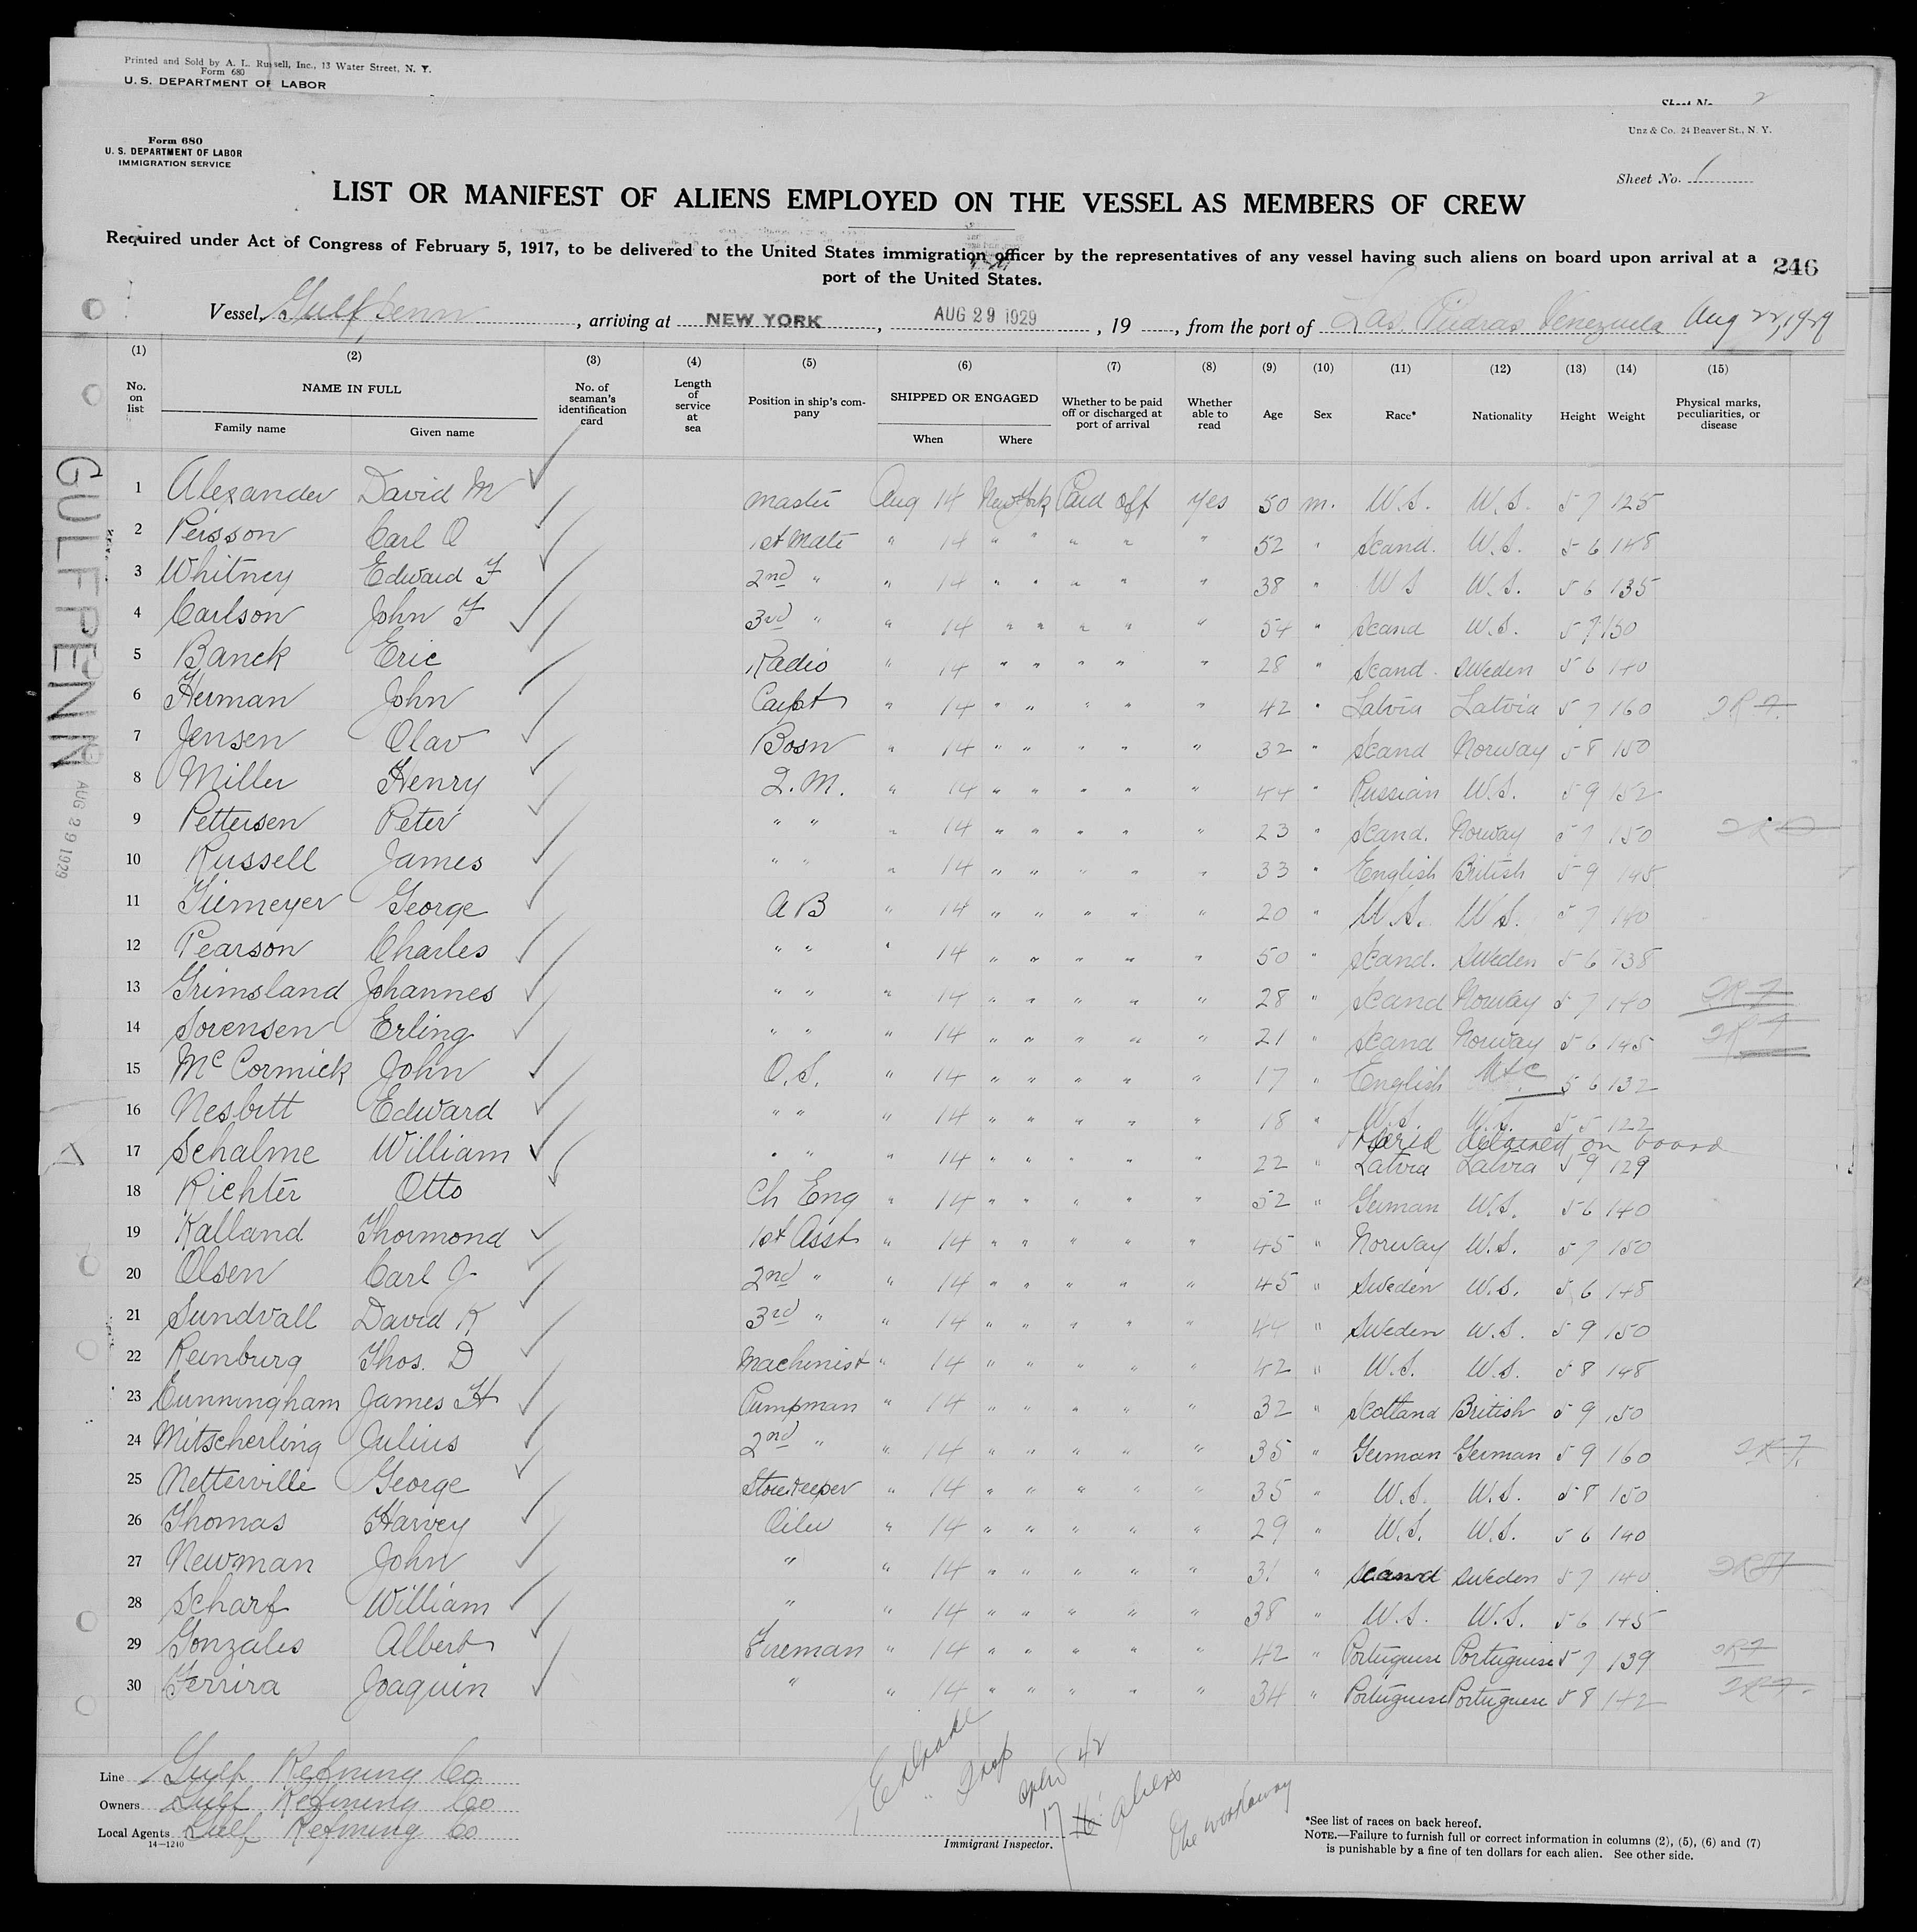 Printed and Sold by A. L. Russell, Inc., 13 Water Street, N. Y.
Form 680
U. S. DEPARTMENT OF LABOR
Sheet No. 2
Unz & Co. 24 Beaver St., N. Y.
Form 680
U. S. DEPARTMENT OF LABOR
IMMIGRATION SERVICE
Sheet No. 1
LIST OR MANIFEST OF ALIENS EMPLOYED ON THE VESSEL AS MEMBERS OF CREW
Required under Act of Congress of February 5, 1917, to be delivered to the United States immigration officer by the representatives of any vessel having such aliens on board upon arrival at a
port of the United States.
246
Vessel, Gulfpenn, arriving at NEW YORK, AUG 29 1929, 19, from the port of Las Piedras Venezuela Aug 22, 1929
(1) (2) (3) (4) (5) (6) (7) (8) (9) (10) (11) (12) (13) (14) (15)
No. on list NAME IN FULL Family name Given name No. of seaman's identification card Length of service at sea Position in ship's company SHIPPED OR ENGAGED When Where Whether to be paid off or discharged at port of arrival Whether able to read Age Sex Race* Nationality Height Weight Physical marks, peculiarities, or disease
GULFPENN
AUG 29 1929
1 Alexander David M Master Aug 14 New York Paid off Yes 50 m. U.S. U.S. 5 7 125
2 Persson Carl O 1st Mate " 14 " " " " " 52 " Scand. U.S. 5 6 148
3 Whitney Edward F 2nd " " 14 " " " " " 38 " U S U.S. 5 6 135
4 Carlson John F 3rd " " 14 " " " " " 54 " Scand U.S. 5 7 150
5 Banck Eric Radio " 14 " " " " " 28 " Scand. Sweden 5 6 140
6 Herman John Carpt " 14 " " " " " 42 " Latvia Latvia 5 7 160
7 Jensen Olav Bosn " 14 " " " " " 32 " Scand Norway 5 8 150
8 Miller Henry Q.M. " 14 " " " " " 44 " Russian U.S. 5 9 152
9 Pettersen Peter " " " 14 " " " " " 23 " Scand. Norway 5 7 150
10 Russell James " " " 14 " " " " " 33 " English British 5 9 145
11 Tiemeyer George A B " 14 " " " " " 20 " U.S. U.S. 5 7 140
12 Pearson Charles " " " 14 " " " " " 50 " Scand. Sweden 5 6 138
13 Grimsland Johannes " " " 14 " " " " " 28 " Scand Norway 5 7 140
14 Sorensen Erling " " " 14 " " " " " 21 " Scand Norway 5 6 145
15 McCormick John O.S. " 14 " " " " " 17 " English 5 6 132
16 Nesbitt Edward " " " 14 " " " " " 18 " U.S. U.S. 5 5 122
detained on board
17 Schalme William " " " 14 " " " " " 22 " Latvia Latvia 5 9 129
18 Richter Otto Ch Eng " 14 " " " " " 52 " German U.S. 5 6 140
19 Kalland Thormond 1st Asst " 14 " " " " " 45 " Norway U.S. 5 7 150
20 Olsen Carl J 2nd " " 14 " " " " " 45 " Sweden U.S. 5 6 148
21 Sundvall David K 3rd " " 14 " " " " " 44 " Sweden U.S. 5 9 150
22 Reinburg Thos. D Machinist " 14 " " " " " 42 " U.S. U.S. 5 8 148
23 Cunningham James H Pumpman " 14 " " " " " 32 " Scotland British 5 9 150
24 Mitscherling Julius 2nd " " 14 " " " " " 35 " German German 5 9 160
25 Netterville George Storekeeper " 14 " " " " " 35 " U.S. U.S. 5 8 150
26 Thomas Harvey Oiler " 14 " " " " " 29 " U.S. U.S. 5 6 140
27 Newman John " " 14 " " " " " 31 " Scand Sweden 5 7 140
28 Scharf William " " 14 " " " " " 38 " U.S. U.S. 5 6 145
29 Gonzales Albert Fireman " 14 " " " " " 42 " Portuguese Portuguese 5 7 139
30 Ferrira Joaquin " " 14 " " " " " 34 " Portuguese Portuguese 5 8 142
Line Gulf Refining Co
Owners Gulf Refining Co
Local Agents Gulf Refining Co
14—1240
42
17 aliens
One workaway
Immigrant Inspector.
*See list of races on back hereof.
NOTE.—Failure to furnish full or correct information in columns (2), (5), (6) and (7)
is punishable by a fine of ten dollars for each alien. See other side.